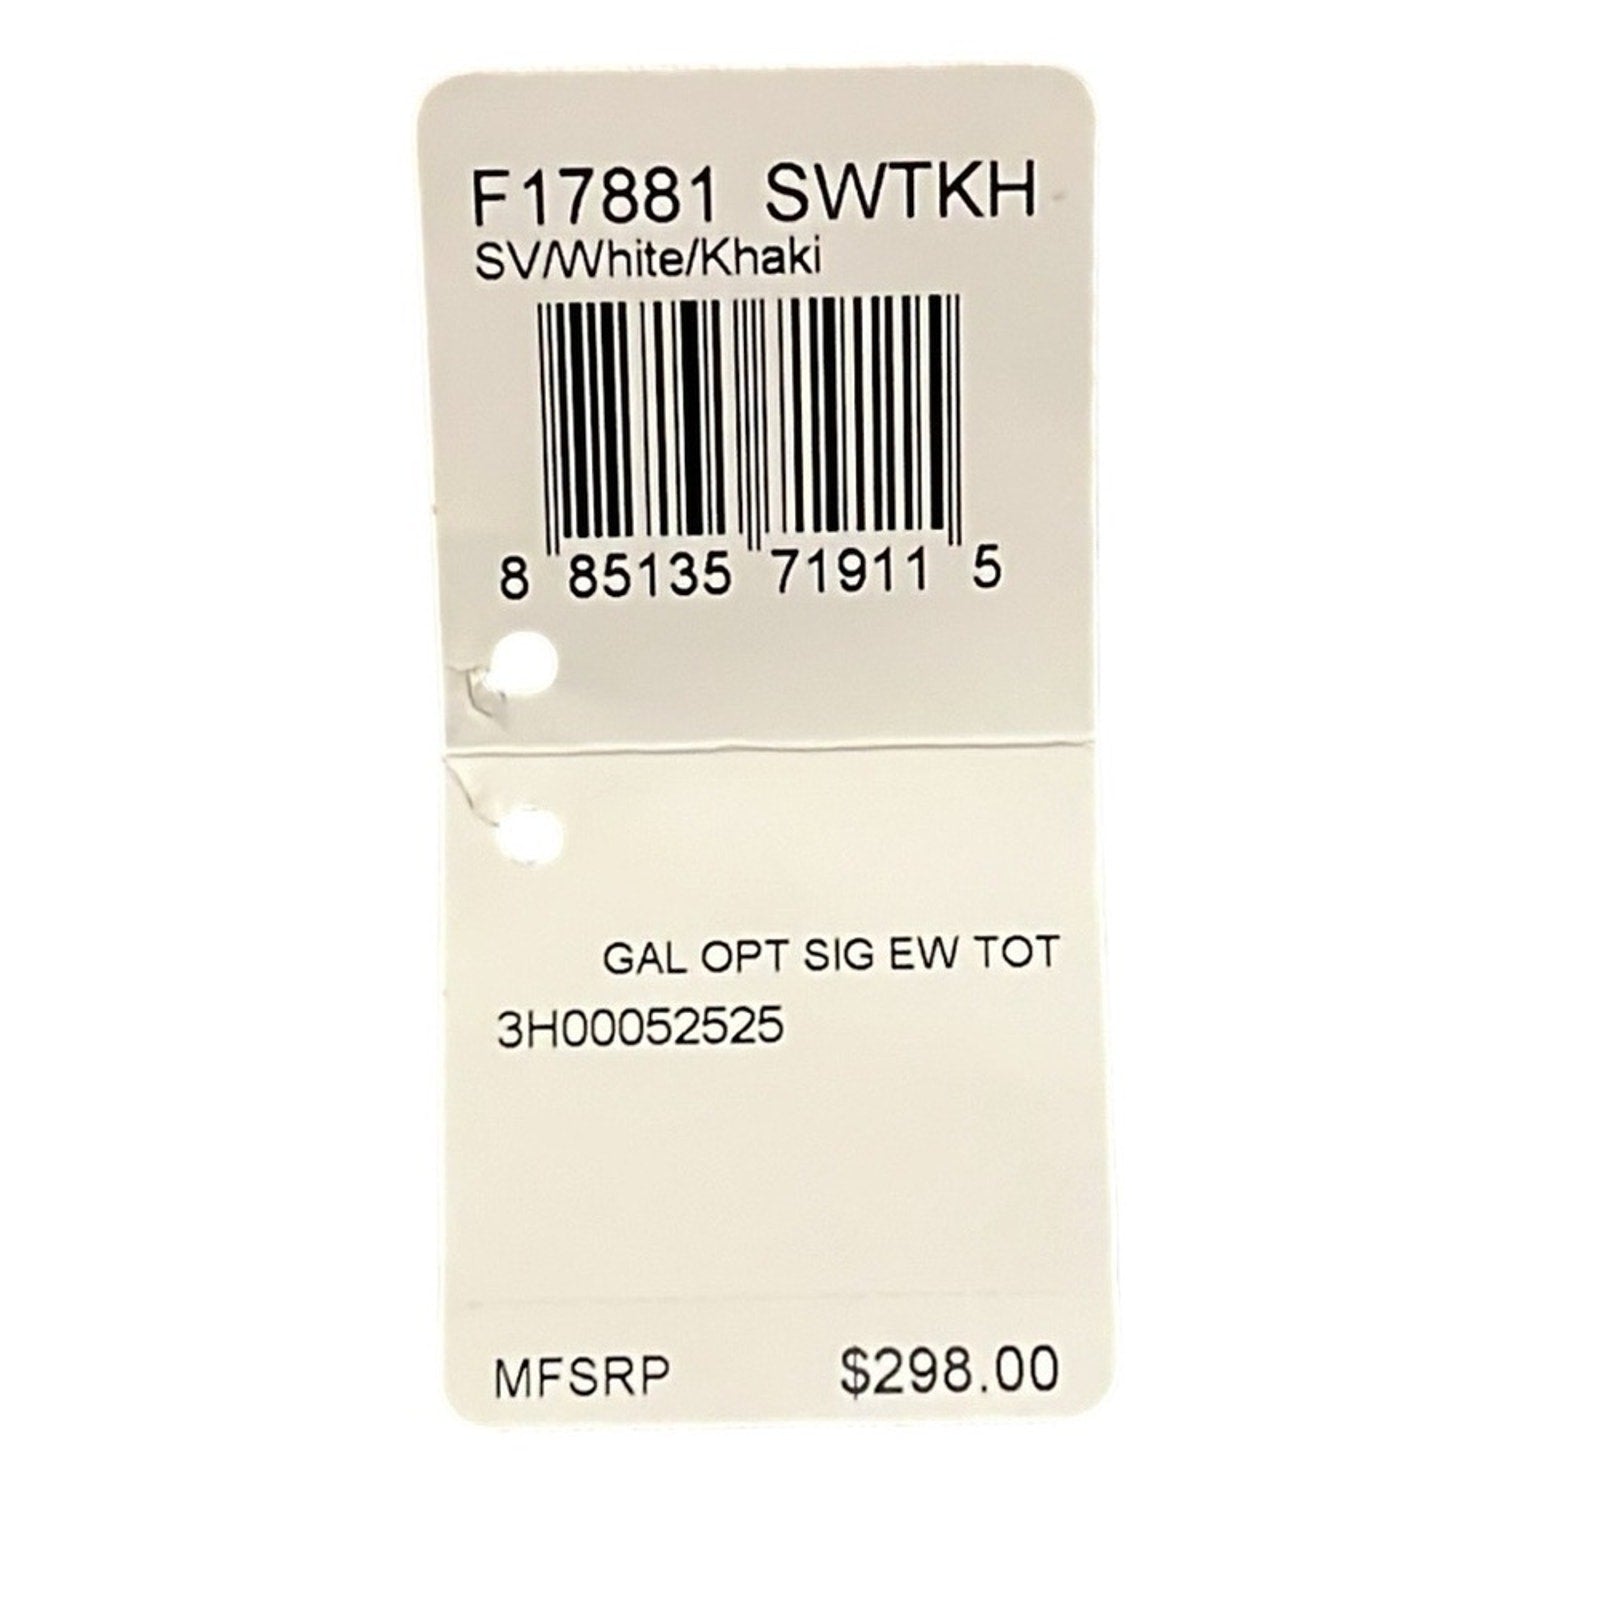 F17881 SWTKH
SV/White/Khaki
8 85135 71911 5
GAL OPT SIG EW TOT
3H00052525
MFSRP $298.00